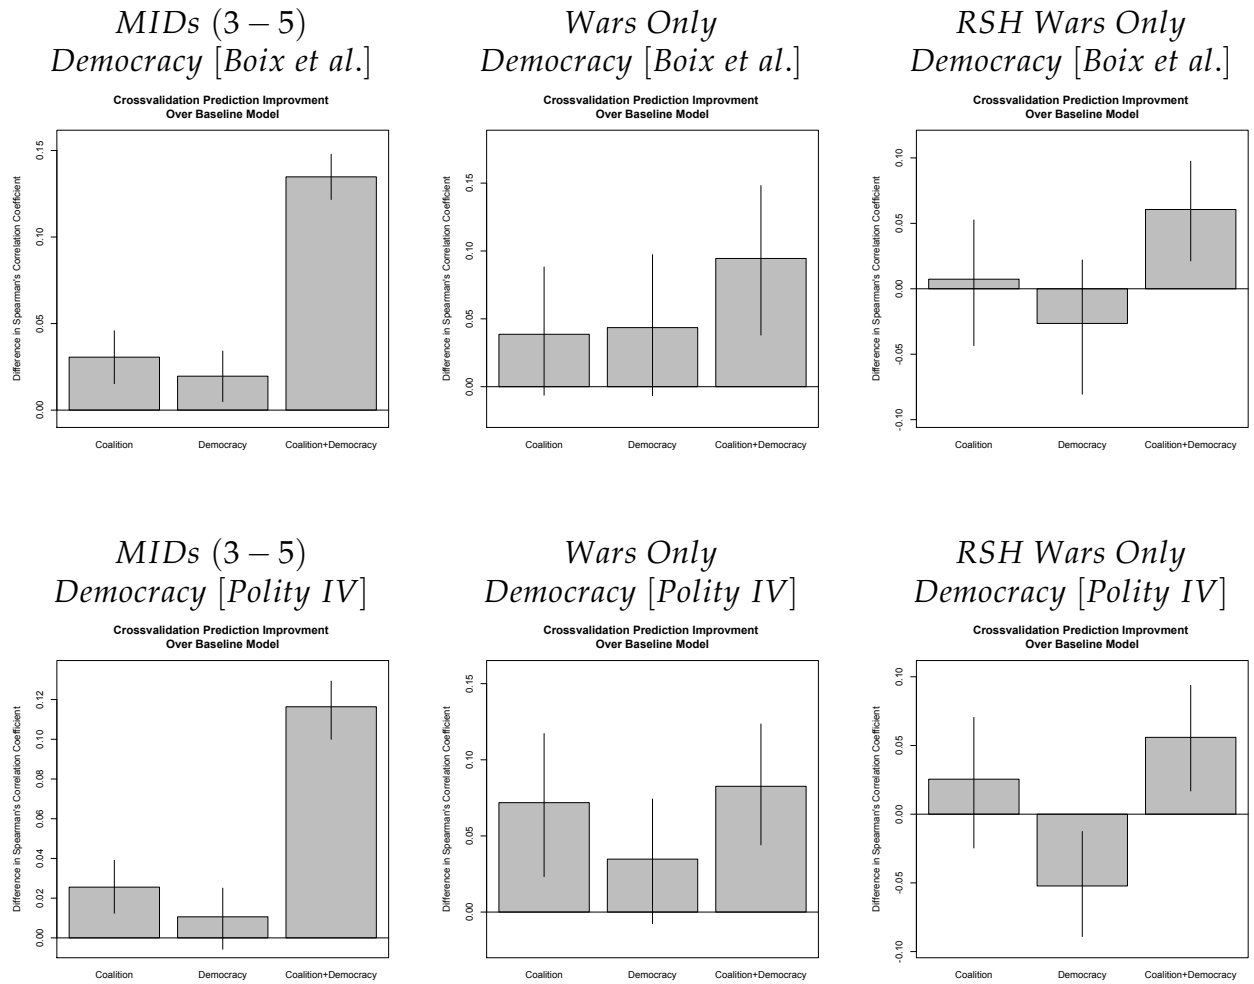 MIDs (3 − 5)
Democracy [Boix et al.]
Crossvalidation Prediction Improvment
Over Baseline Model
Difference in Spearman's Correlation Coefficient
0.15
0.10
0.05
0.00
Coalition
Democracy
Coalition+Democracy
Wars Only
Democracy [Boix et al.]
Crossvalidation Prediction Improvment
Over Baseline Model
Difference in Spearman's Correlation Coefficient
0.15
0.10
0.05
0.00
Coalition
Democracy
Coalition+Democracy
RSH Wars Only
Democracy [Boix et al.]
Crossvalidation Prediction Improvment
Over Baseline Model
Difference in Spearman's Correlation Coefficient
0.10
0.05
0.00
−0.05
−0.10
Coalition
Democracy
Coalition+Democracy
MIDs (3 − 5)
Democracy [Polity IV]
Crossvalidation Prediction Improvment
Over Baseline Model
Difference in Spearman's Correlation Coefficient
0.12
0.10
0.08
0.06
0.04
0.02
0.00
Coalition
Democracy
Coalition+Democracy
Wars Only
Democracy [Polity IV]
Crossvalidation Prediction Improvment
Over Baseline Model
Difference in Spearman's Correlation Coefficient
0.15
0.10
0.05
0.00
Coalition
Democracy
Coalition+Democracy
RSH Wars Only
Democracy [Polity IV]
Crossvalidation Prediction Improvment
Over Baseline Model
Difference in Spearman's Correlation Coefficient
0.10
0.05
0.00
−0.05
−0.10
Coalition
Democracy
Coalition+Democracy